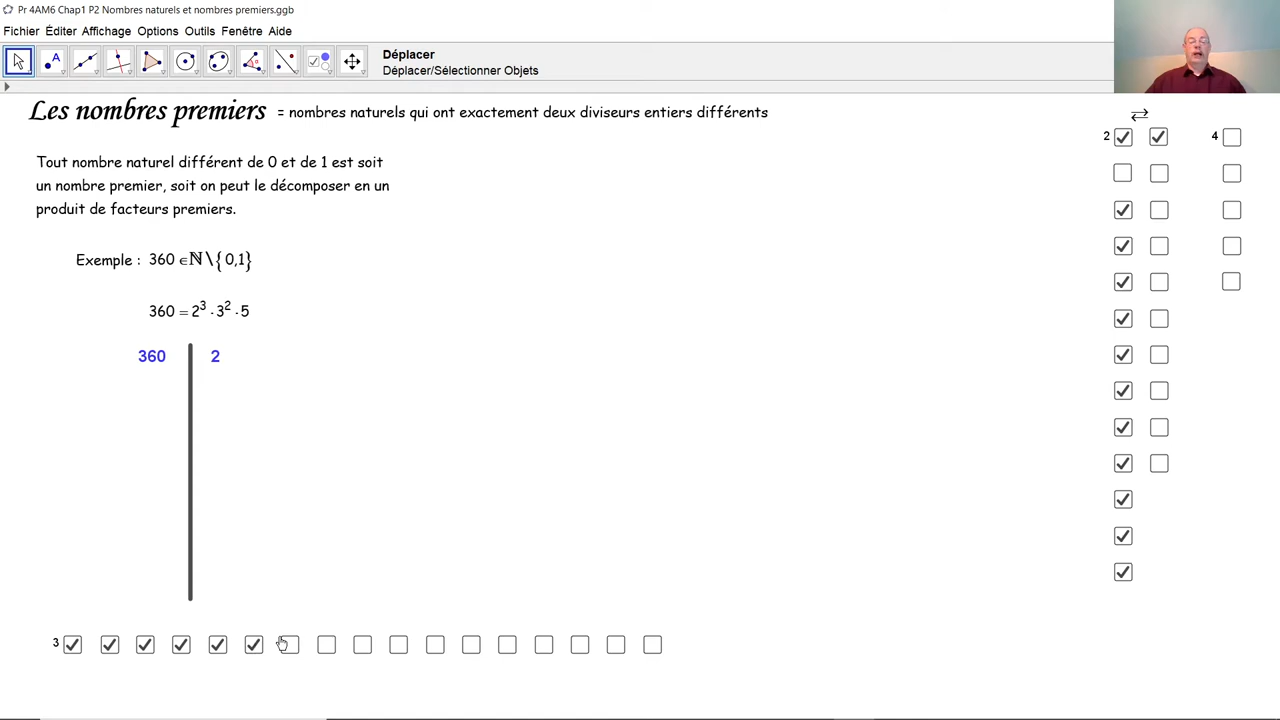 Pr 4AM6 Chap1 P2 Nombres naturels et nombres premiers.ggb
Fichier Éditer Affichage Options Outils Fenêtre Aide
A
Déplacer
Déplacer/Sélectionner Objets
Les nombres premiers = nombres naturels qui ont exactement deux diviseurs entiers différents
2 4
Tout nombre naturel différent de 0 et de 1 est soit
un nombre premier, soit on peut le décomposer en un
produit de facteurs premiers.
Exemple : 360 ∈ℕ\{0,1}
360 = 2³ · 3² · 5
360 2
3